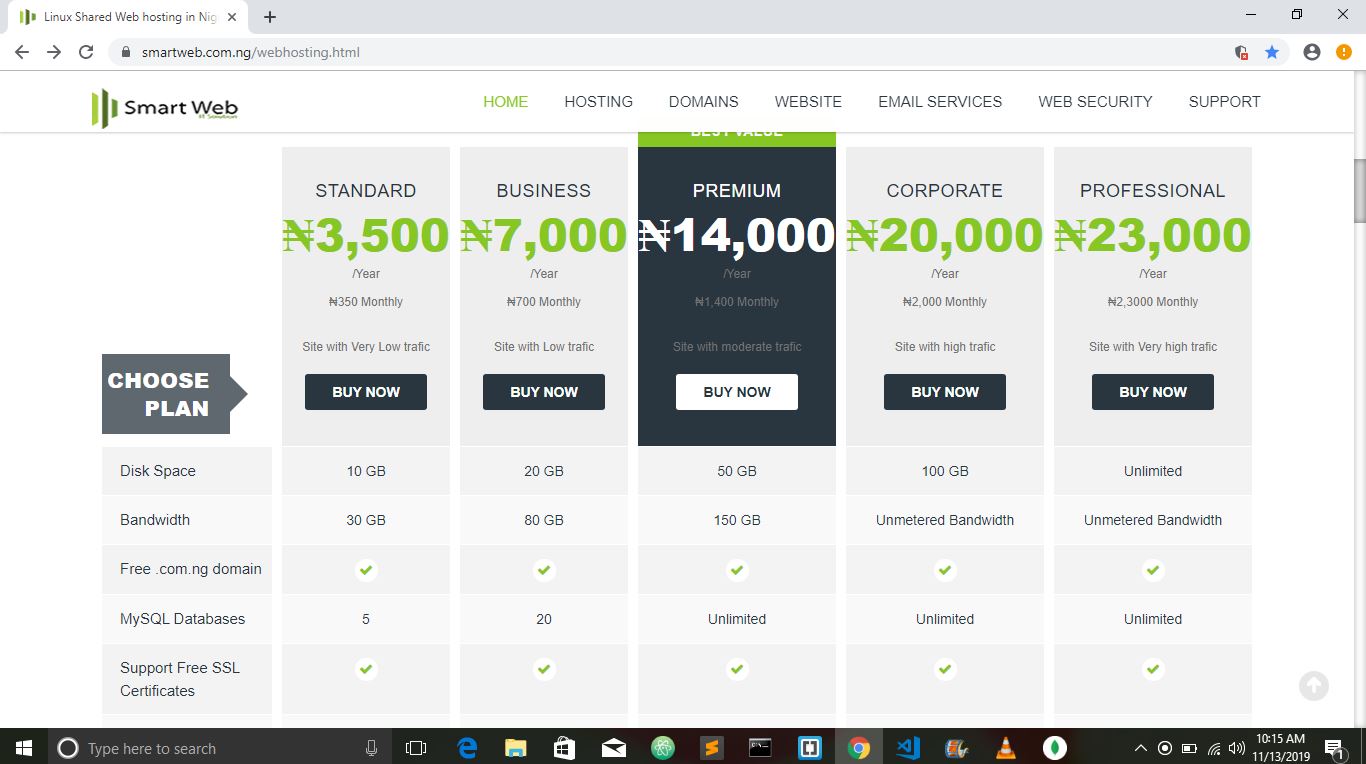 Linux Shared Web hosting in Nig
smartweb.com.ng/webhosting.html
Smart Web
HOME HOSTING DOMAINS WEBSITE EMAIL SERVICES WEB SECURITY SUPPORT
BEST VALUE
STANDARD BUSINESS PREMIUM CORPORATE PROFESSIONAL
₦3,500 ₦7,000 ₦14,000 ₦20,000 ₦23,000
/Year /Year /Year /Year /Year
₦350 Monthly ₦700 Monthly ₦1,400 Monthly ₦2,000 Monthly ₦2,3000 Monthly
Site with Very Low trafic Site with Low trafic Site with moderate trafic Site with high trafic Site with Very high trafic
CHOOSE
PLAN
BUY NOW BUY NOW BUY NOW BUY NOW BUY NOW
Disk Space 10 GB 20 GB 50 GB 100 GB Unlimited
Bandwidth 30 GB 80 GB 150 GB Unmetered Bandwidth Unmetered Bandwidth
Free .com.ng domain
MySQL Databases 5 20 Unlimited Unlimited Unlimited
Support Free SSL
Certificates
Type here to search
10:15 AM
11/13/2019
1